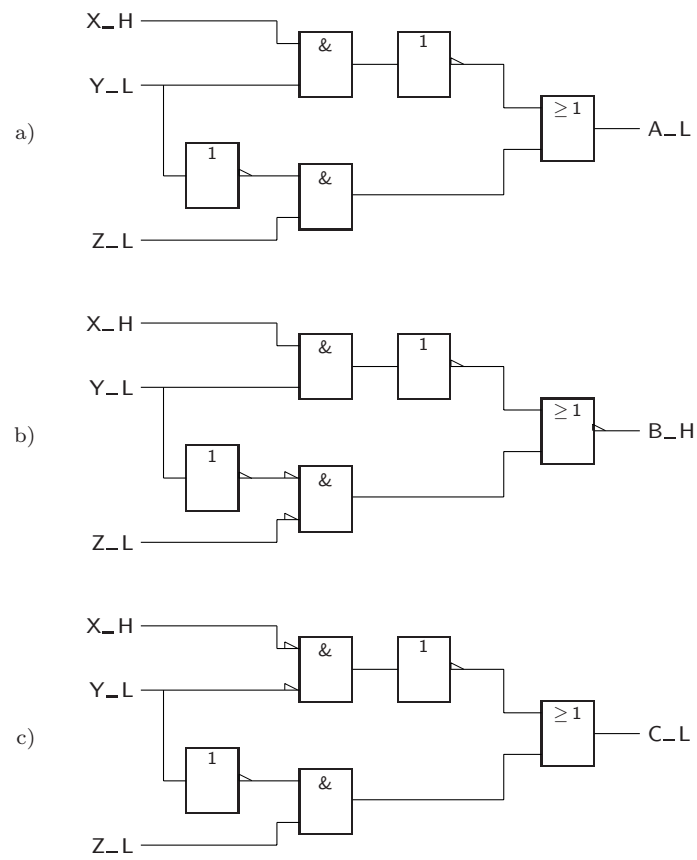 X_H
&
1
Y_L
≥1
A_L
a)
1
&
Z_L
X_H
&
1
Y_L
≥1
B_H
b)
1
&
Z_L
X_H
&
1
Y_L
≥1
C_L
c)
1
&
Z_L